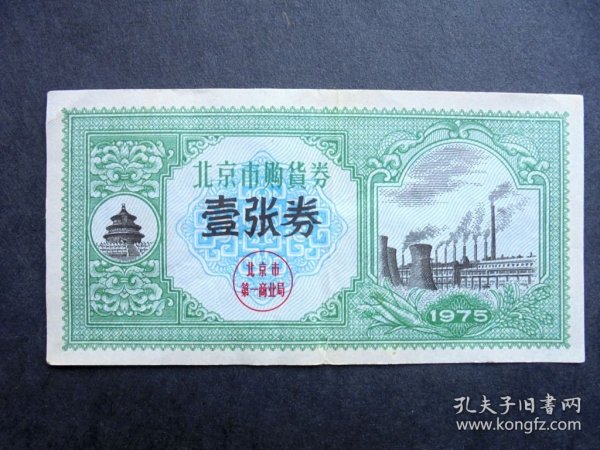 北京市购货券
壹张券
北京市
第一商业局
1975
孔夫子旧书网
www.kongfz.com